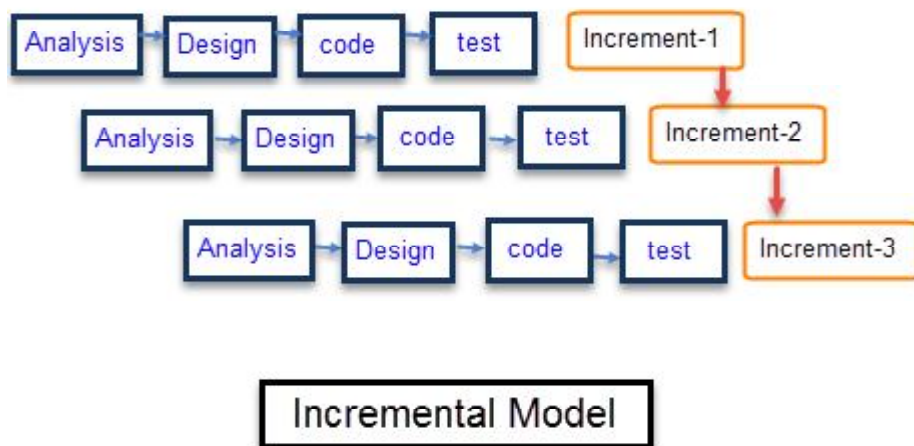 Analysis Design code test Increment-1
Analysis Design code test Increment-2
Analysis Design code test Increment-3
Incremental Model